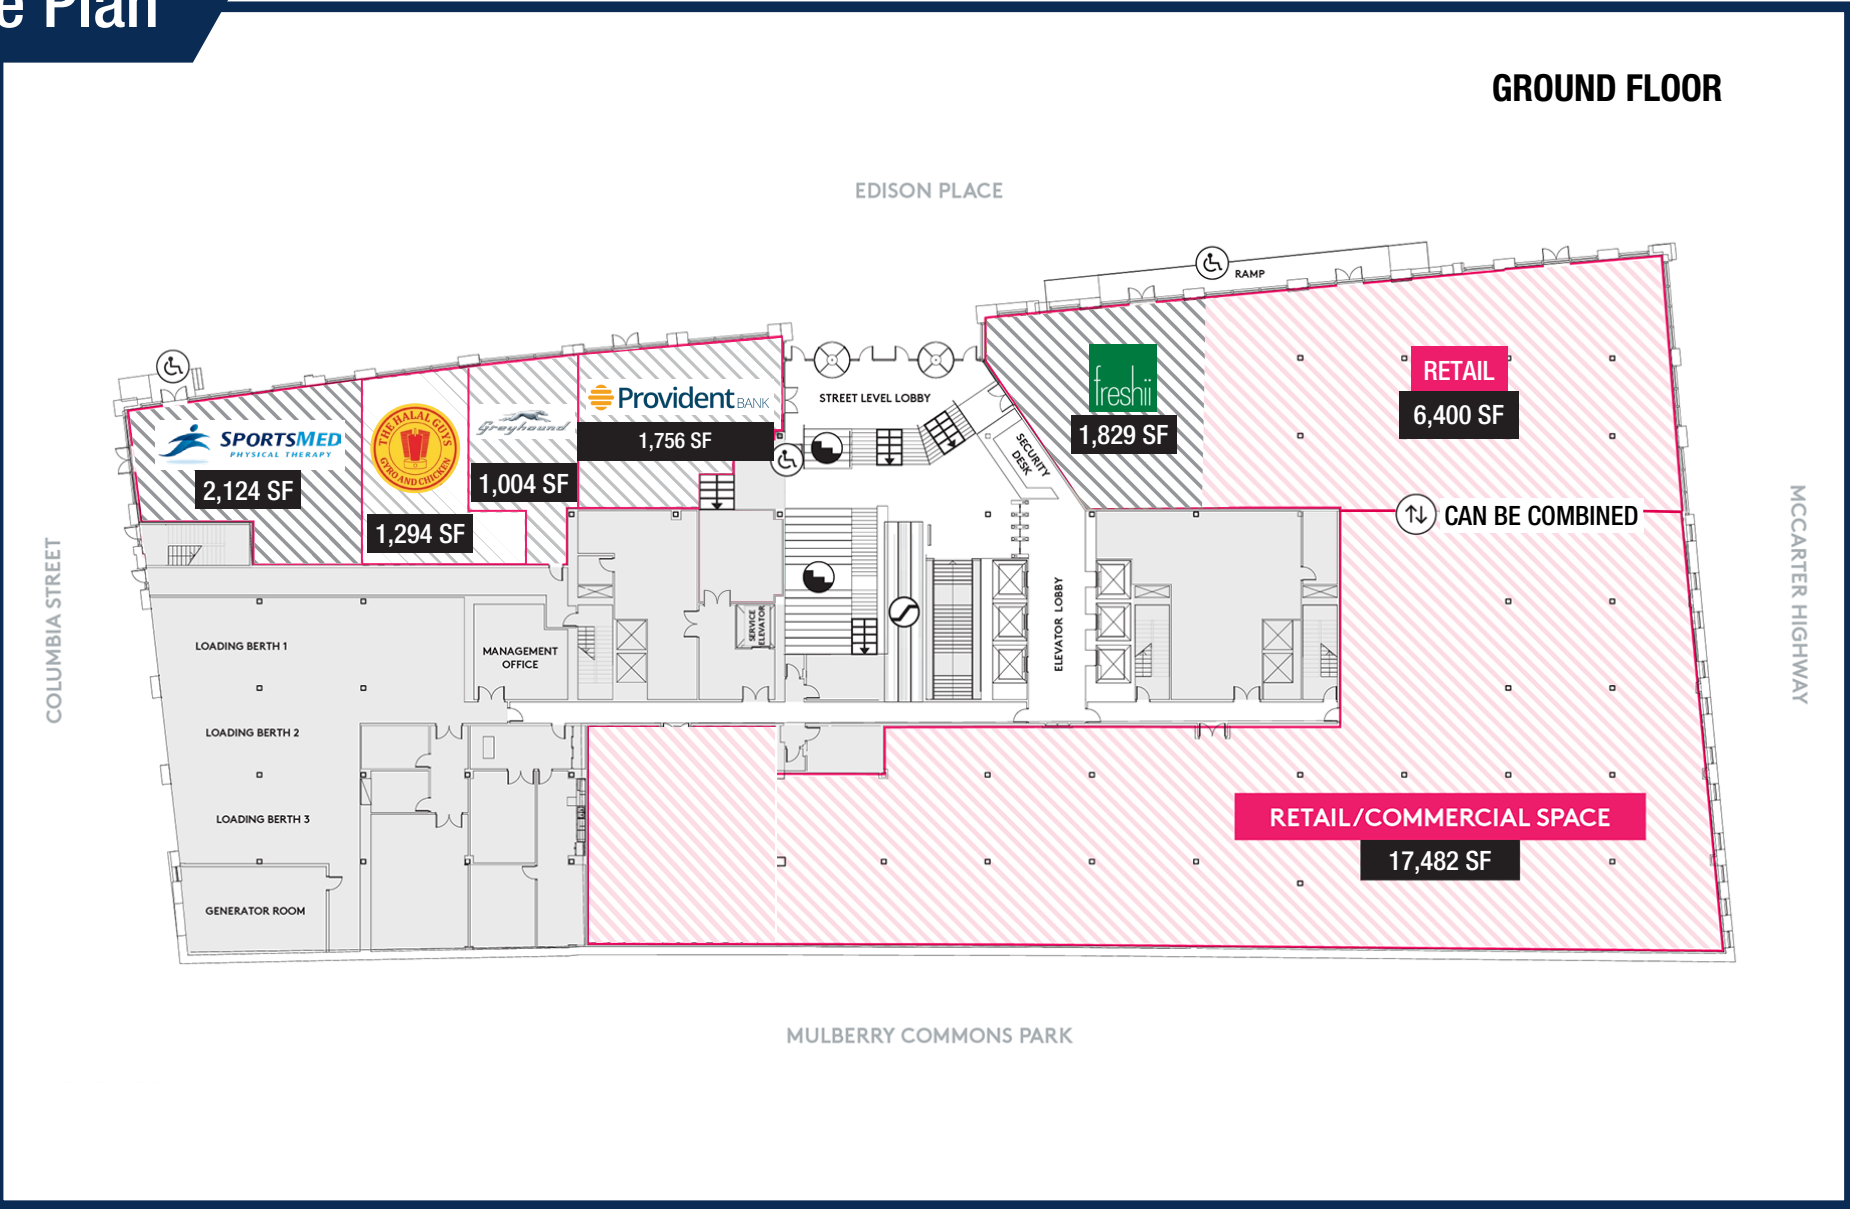 e Plan
GROUND FLOOR
EDISON PLACE
RAMP
freshii
1,829 SF
RETAIL
6,400 SF
Provident BANK
1,756 SF
STREET LEVEL LOBBY
THE HALAL GUYS
GYRO AND CHICKEN
1,294 SF
Greyhound
1,004 SF
SPORTSMED
PHYSICAL THERAPY
2,124 SF
SECURITY
DESK
CAN BE COMBINED
COLUMBIA STREET
MCCARTER HIGHWAY
LOADING BERTH 1
MANAGEMENT
OFFICE
SERVICE
ELEVATOR
ELEVATOR LOBBY
LOADING BERTH 2
LOADING BERTH 3
RETAIL/COMMERCIAL SPACE
17,482 SF
GENERATOR ROOM
MULBERRY COMMONS PARK